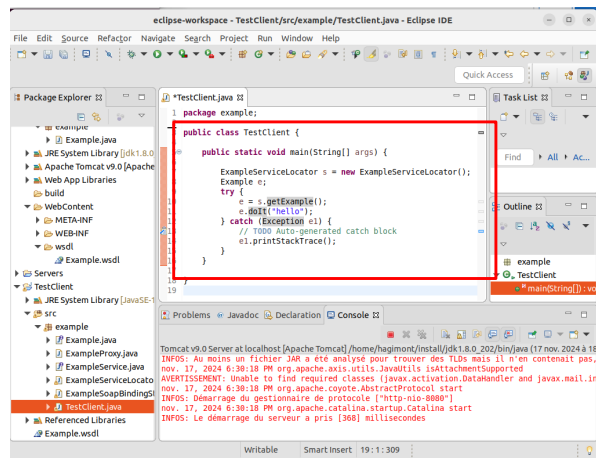 eclipse-workspace - TestClient/src/example/TestClient.java - Eclipse IDE
File Edit Source Refactor Navigate Search Project Run Window Help
Quick Access
Package Explorer
example
Example.java
JRE System Library [jdk1.8.0
Apache Tomcat v9.0 [Apache
Web App Libraries
build
WebContent
META-INF
WEB-INF
wsdl
Example.wsdl
Servers
TestClient
JRE System Library [JavaSE-1
src
example
Example.java
ExampleProxy.java
ExampleService.java
ExampleServiceLocato
ExampleSoapBindingS
TestClient.java
Referenced Libraries
Example.wsdl
*TestClient.java
1 package example;
public class TestClient {
public static void main(String[] args) {
ExampleServiceLocator s = new ExampleServiceLocator();
Example e;
try {
e = s.getExample();
e.doIt("hello");
} catch (Exception e1) {
// TODO Auto-generated catch block
e1.printStackTrace();
}
}
}
19
Task List
Find All Ac...
Outline
example
TestClient
main(String[]) : vo
Problems Javadoc Declaration Console
Tomcat v9.0 Server at localhost [Apache Tomcat] /home/hagimont/install/jdk1.8.0_202/bin/java (17 nov. 2024 à 18
INFOS: Au moins un fichier JAR a été analysé pour trouver des TLDs mais il n'en contenait pas,
nov. 17, 2024 6:30:18 PM org.apache.axis.utils.JavaUtils isAttachmentSupported
AVERTISSEMENT: Unable to find required classes (javax.activation.DataHandler and javax.mail.in
nov. 17, 2024 6:30:18 PM org.apache.coyote.AbstractProtocol start
INFOS: Démarrage du gestionnaire de protocole ["http-nio-8080"]
nov. 17, 2024 6:30:18 PM org.apache.catalina.startup.Catalina start
INFOS: Le démarrage du serveur a pris [368] millisecondes
Writable Smart Insert 19 : 1 : 309